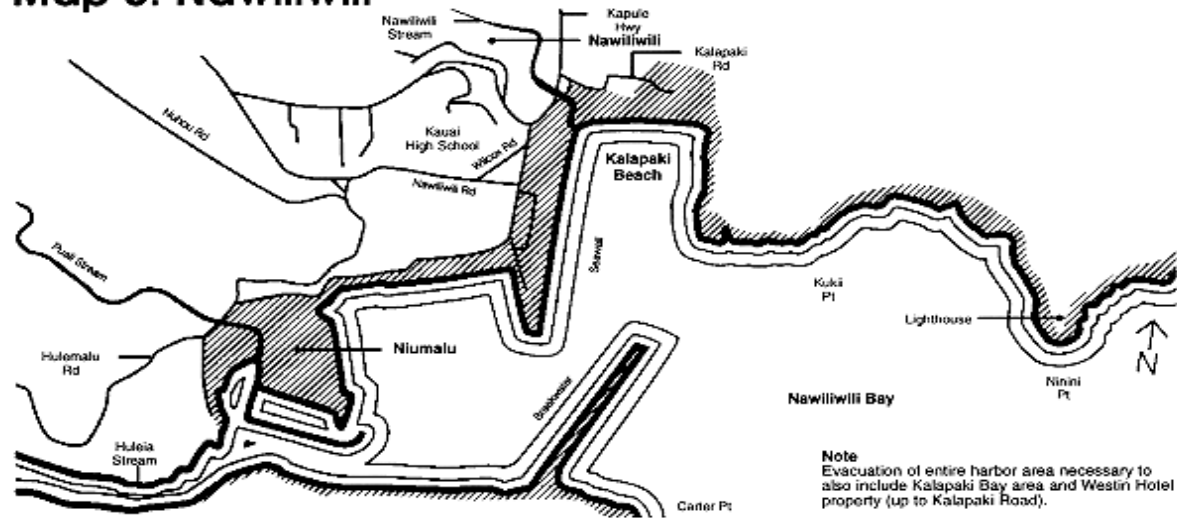 Map 6: Nawiliwili
Nawiliwili
Stream
Kapule
Hwy
Nawiliwili
Kalapaki
Rd
Nuhou Rd
Kauai
High School
Wilcox Rd
Nawiliwili Rd
Kalapaki
Beach
Puali Stream
Seawall
Kukii
Pt
Lighthouse
N
Hulemalu
Rd
Niumalu
Breakwater
Ninini
Pt
Nawiliwili Bay
Huleia
Stream
Carter Pt
Note
Evacuation of entire harbor area necessary to
also include Kalapaki Bay area and Westin Hotel
property (up to Kalapaki Road).